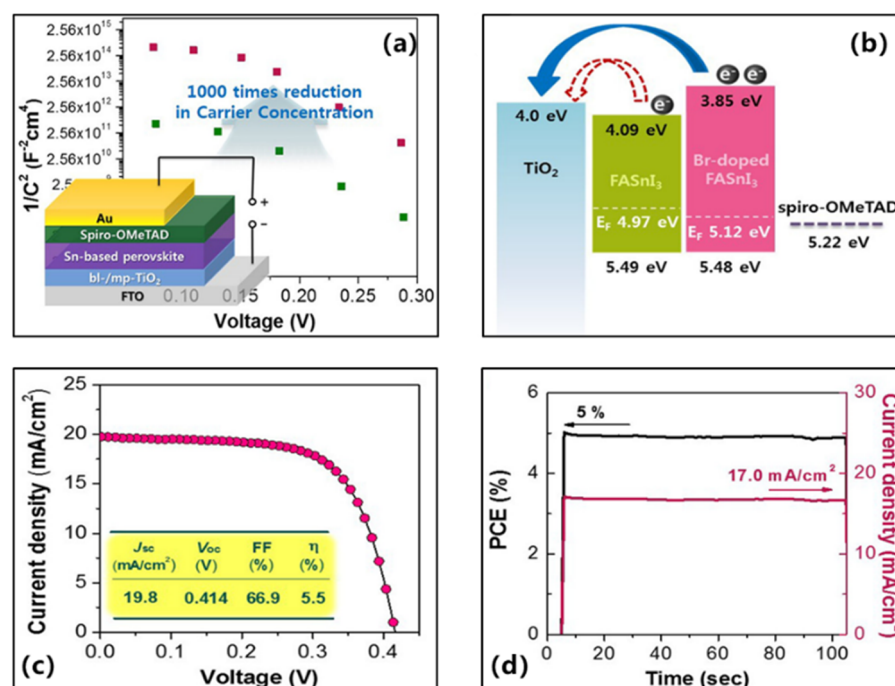 (a)
2.56x10¹⁵
2.56x10¹⁴
2.56x10¹³
2.56x10¹²
2.56x10¹¹
2.56x10¹⁰
1/C² (F⁻²cm⁴)
1000 times reduction
in Carrier Concentration
+
−
Au
Spiro-OMeTAD
Sn-based perovskite
bl-/mp-TiO₂
FTO
0.10 0.15 0.20 0.25 0.30
Voltage (V)
(b)
e⁻ e⁻
e⁻
4.0 eV
4.09 eV
3.85 eV
TiO₂
FASnI₃
Br-doped
FASnI₃
spiro-OMeTAD
E_F 4.97 eV
E_F 5.12 eV
5.22 eV
5.49 eV
5.48 eV
(c)
25
20
15
10
5
0
Current density (mA/cm²)
J_sc V_oc FF η
(mA/cm²) (V) (%) (%)
19.8 0.414 66.9 5.5
0.0 0.1 0.2 0.3 0.4
Voltage (V)
(d)
6
5
3
2
0
PCE (%)
5 %
17.0 mA/cm²
30
25
20
15
10
5
0
Current density (mA/cm²)
20 40 60 80 100
Time (sec)